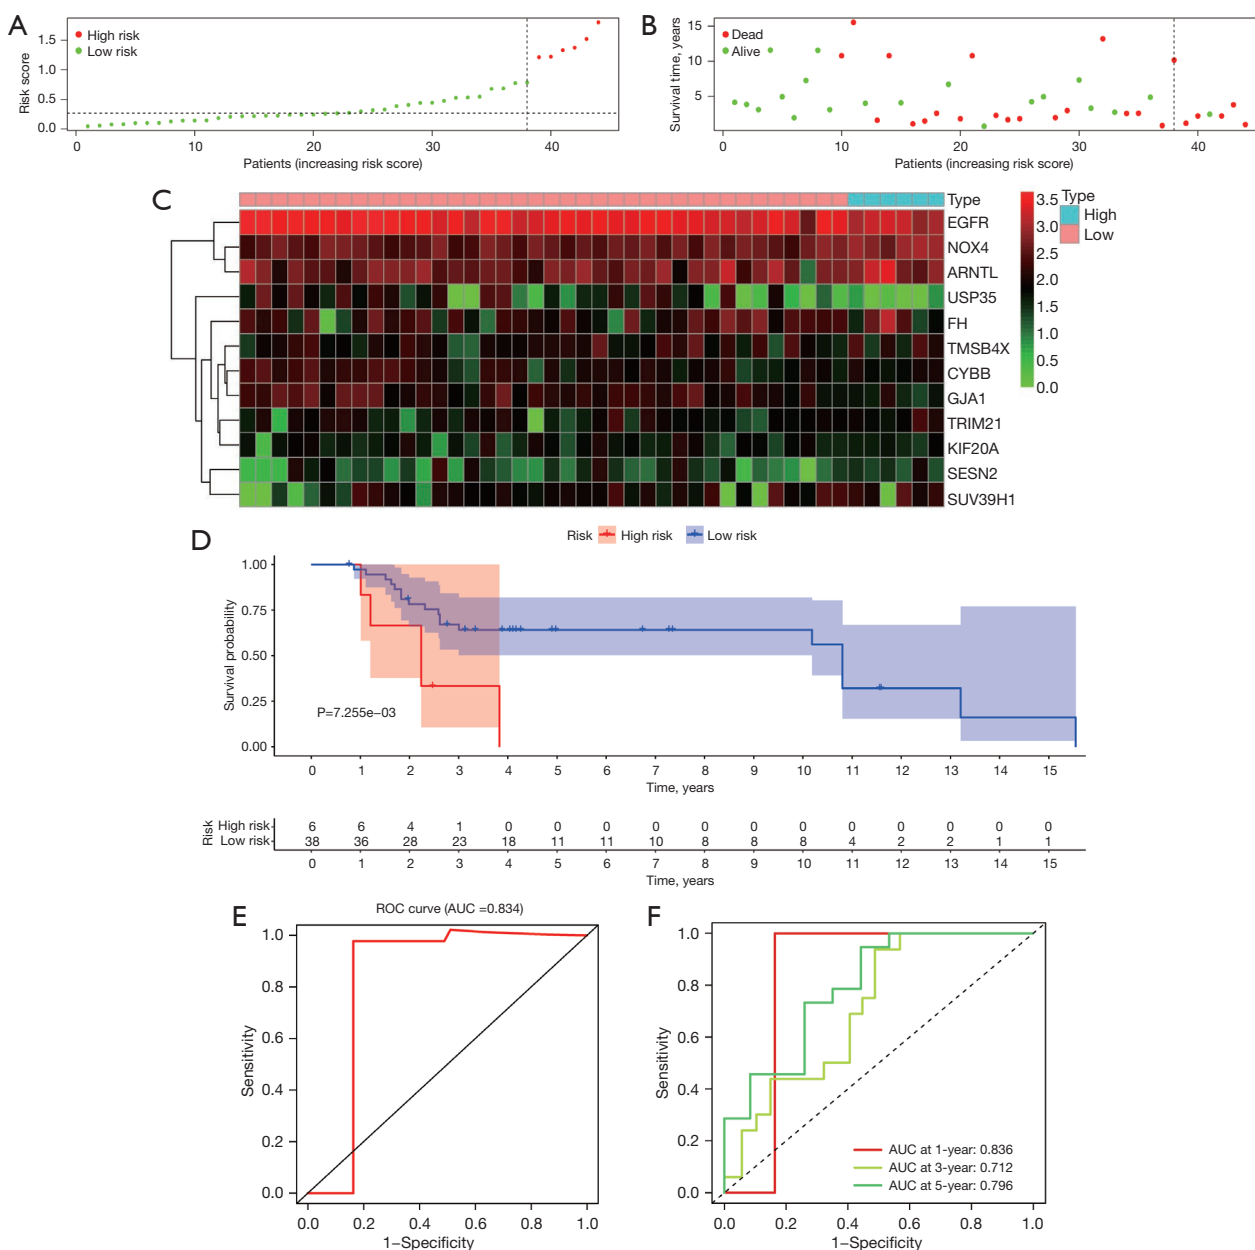 A
High risk
Low risk
Risk score
1.5
1.0
0.5
0.0
0 10 20 30 40
Patients (increasing risk score)
B
Dead
Alive
Survival time, years
15
10
5
0 10 20 30 40
Patients (increasing risk score)
C
Type
EGFR
NOX4
ARNTL
USP35
FH
TMSB4X
CYBB
GJA1
TRIM21
KIF20A
SESN2
SUV39H1
3.5
3.0
2.5
2.0
1.5
1.0
0.5
0.0
Type
High
Low
D
Risk High risk Low risk
Survival probability
1.00
0.75
0.50
0.25
0.00
P=7.255e−03
0 1 2 3 4 5 6 7 8 9 10 11 12 13 14 15
Time, years
Risk
Risk
High risk 6 6 4 1 0 0 0 0 0 0 0 0 0 0 0 0
Low risk 38 36 28 23 18 11 11 10 8 8 8 4 2 2 1 1
0 1 2 3 4 5 6 7 8 9 10 11 12 13 14 15
Time, years
E
ROC curve (AUC =0.834)
Sensitivity
1.0
0.8
0.6
0.4
0.2
0.0
0.0 0.2 0.4 0.6 0.8 1.0
1−Specificity
F
Sensitivity
1.0
0.8
0.6
0.4
0.2
0.0
AUC at 1-year: 0.836
AUC at 3-year: 0.712
AUC at 5-year: 0.796
0.0 0.2 0.4 0.6 0.8 1.0
1−Specificity